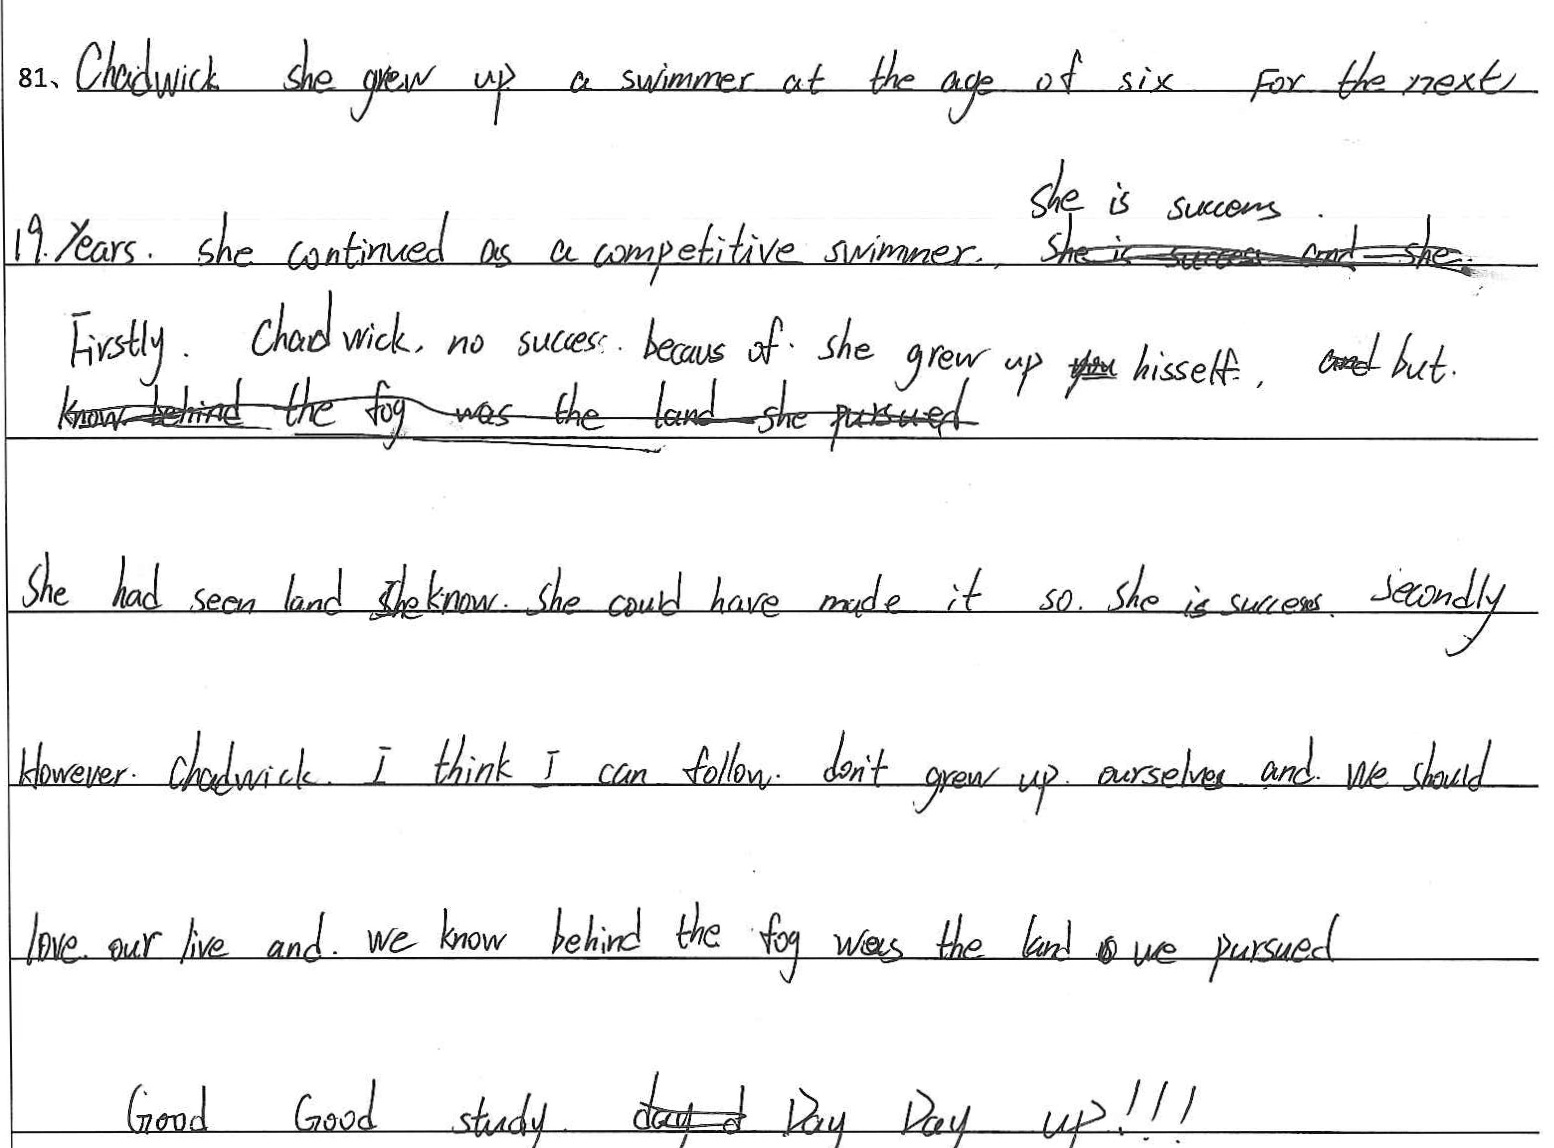 81、Chadwick she grew up a swimmer at the age of six For the next
she is success.
19. Years. she continued as a competitive swimmer., she is success and she.
Firstly. Chadwick. no success. becaus of. she grew up you hisself., and but.
know behind the fog was the land she pursued
She had seen land She know. She could have made it so. she is success. Secondly
However. Chadwick. I think I can follow. don't grew up. ourselves and. We should
love. our live and. we know behind the fog was the land we pursued
Good Good study day d Day Day up!!!